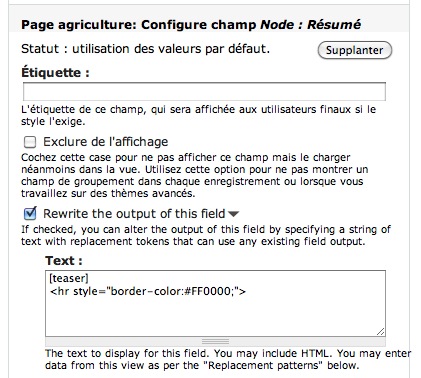 Page agriculture: Configure champ Node : Résumé
Statut : utilisation des valeurs par défaut.
Supplanter
Étiquette :
L'étiquette de ce champ, qui sera affichée aux utilisateurs finaux si le
style l'exige.
Exclure de l'affichage
Cochez cette case pour ne pas afficher ce champ mais le charger
néanmoins dans la vue. Utilisez cette option pour ne pas montrer un
champ de groupement dans chaque enregistrement ou lorsque vous
travaillez sur des thèmes avancés.
Rewrite the output of this field
If checked, you can alter the output of this field by specifying a string of
text with replacement tokens that can use any existing field output.
Text :
[teaser]
<hr style="border-color:#FF0000;">
The text to display for this field. You may include HTML. You may enter
data from this view as per the "Replacement patterns" below.